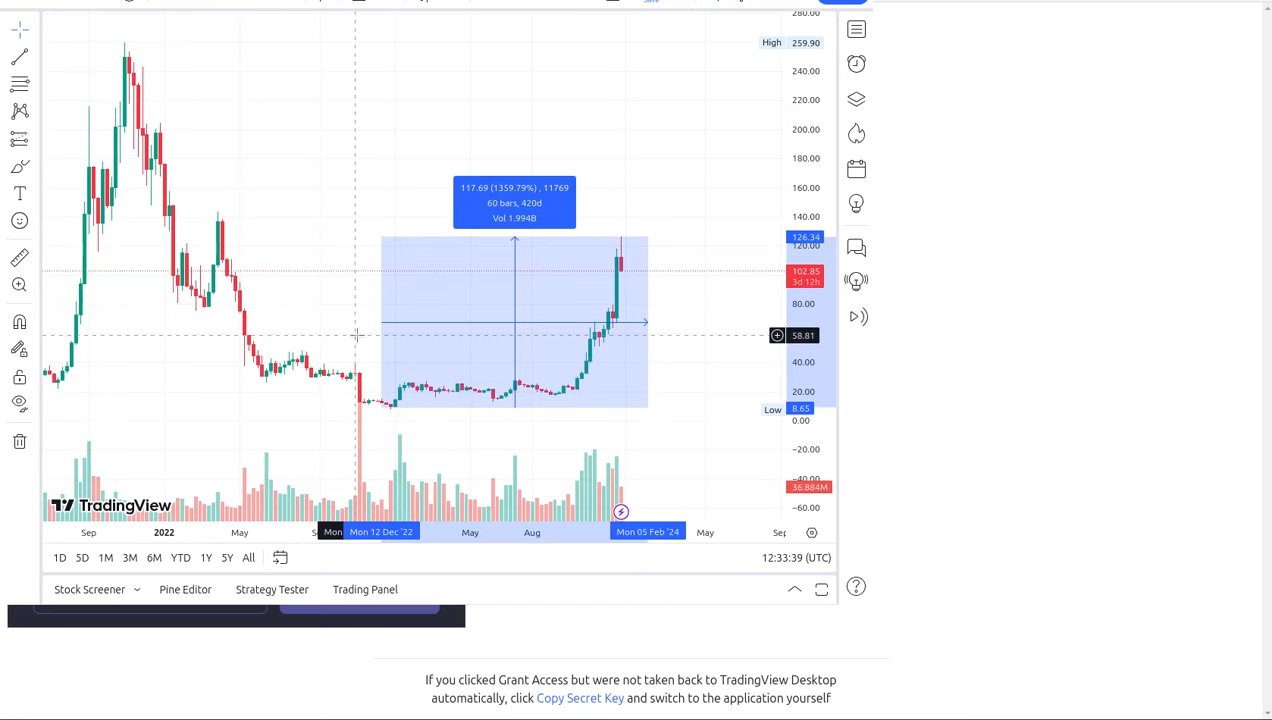 280.00
High 259.90
240.00
220.00
200.00
180.00
117.69 (1359.79%) , 11769
60 bars, 420d
Vol 1.994B
160.00
140.00
126.34
120.00
102.85
3d 12h
80.00
58.81
40.00
20.00
Low 8.65
0.00
−20.00
−40.00
36.884M
−60.00
TradingView
Sep 2022 May Mon Mon 12 Dec '22 May Aug Mon 05 Feb '24 May Sep
1D 5D 1M 3M 6M YTD 1Y 5Y All 12:33:39 (UTC)
Stock Screener Pine Editor Strategy Tester Trading Panel
If you clicked Grant Access but were not taken back to TradingView Desktop
automatically, click Copy Secret Key and switch to the application yourself